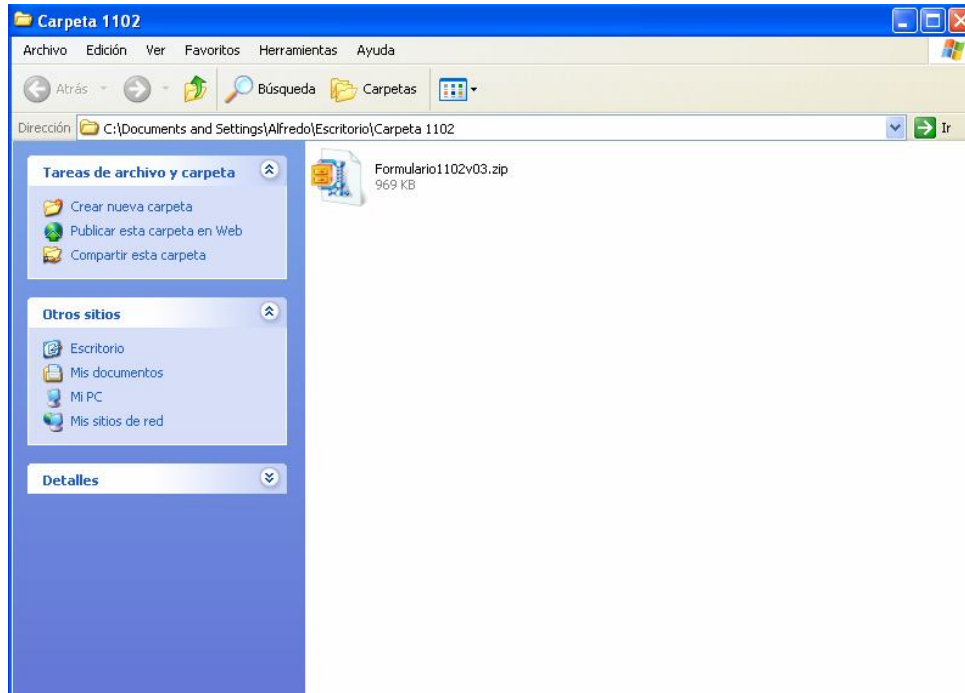 Carpeta 1102
Archivo Edición Ver Favoritos Herramientas Ayuda
Atrás Búsqueda Carpetas
Dirección C:\Documents and Settings\Alfredo\Escritorio\Carpeta 1102 Ir
Tareas de archivo y carpeta
Crear nueva carpeta
Publicar esta carpeta en Web
Compartir esta carpeta
Otros sitios
Escritorio
Mis documentos
Mi PC
Mis sitios de red
Detalles
Formulario1102v03.zip
969 KB